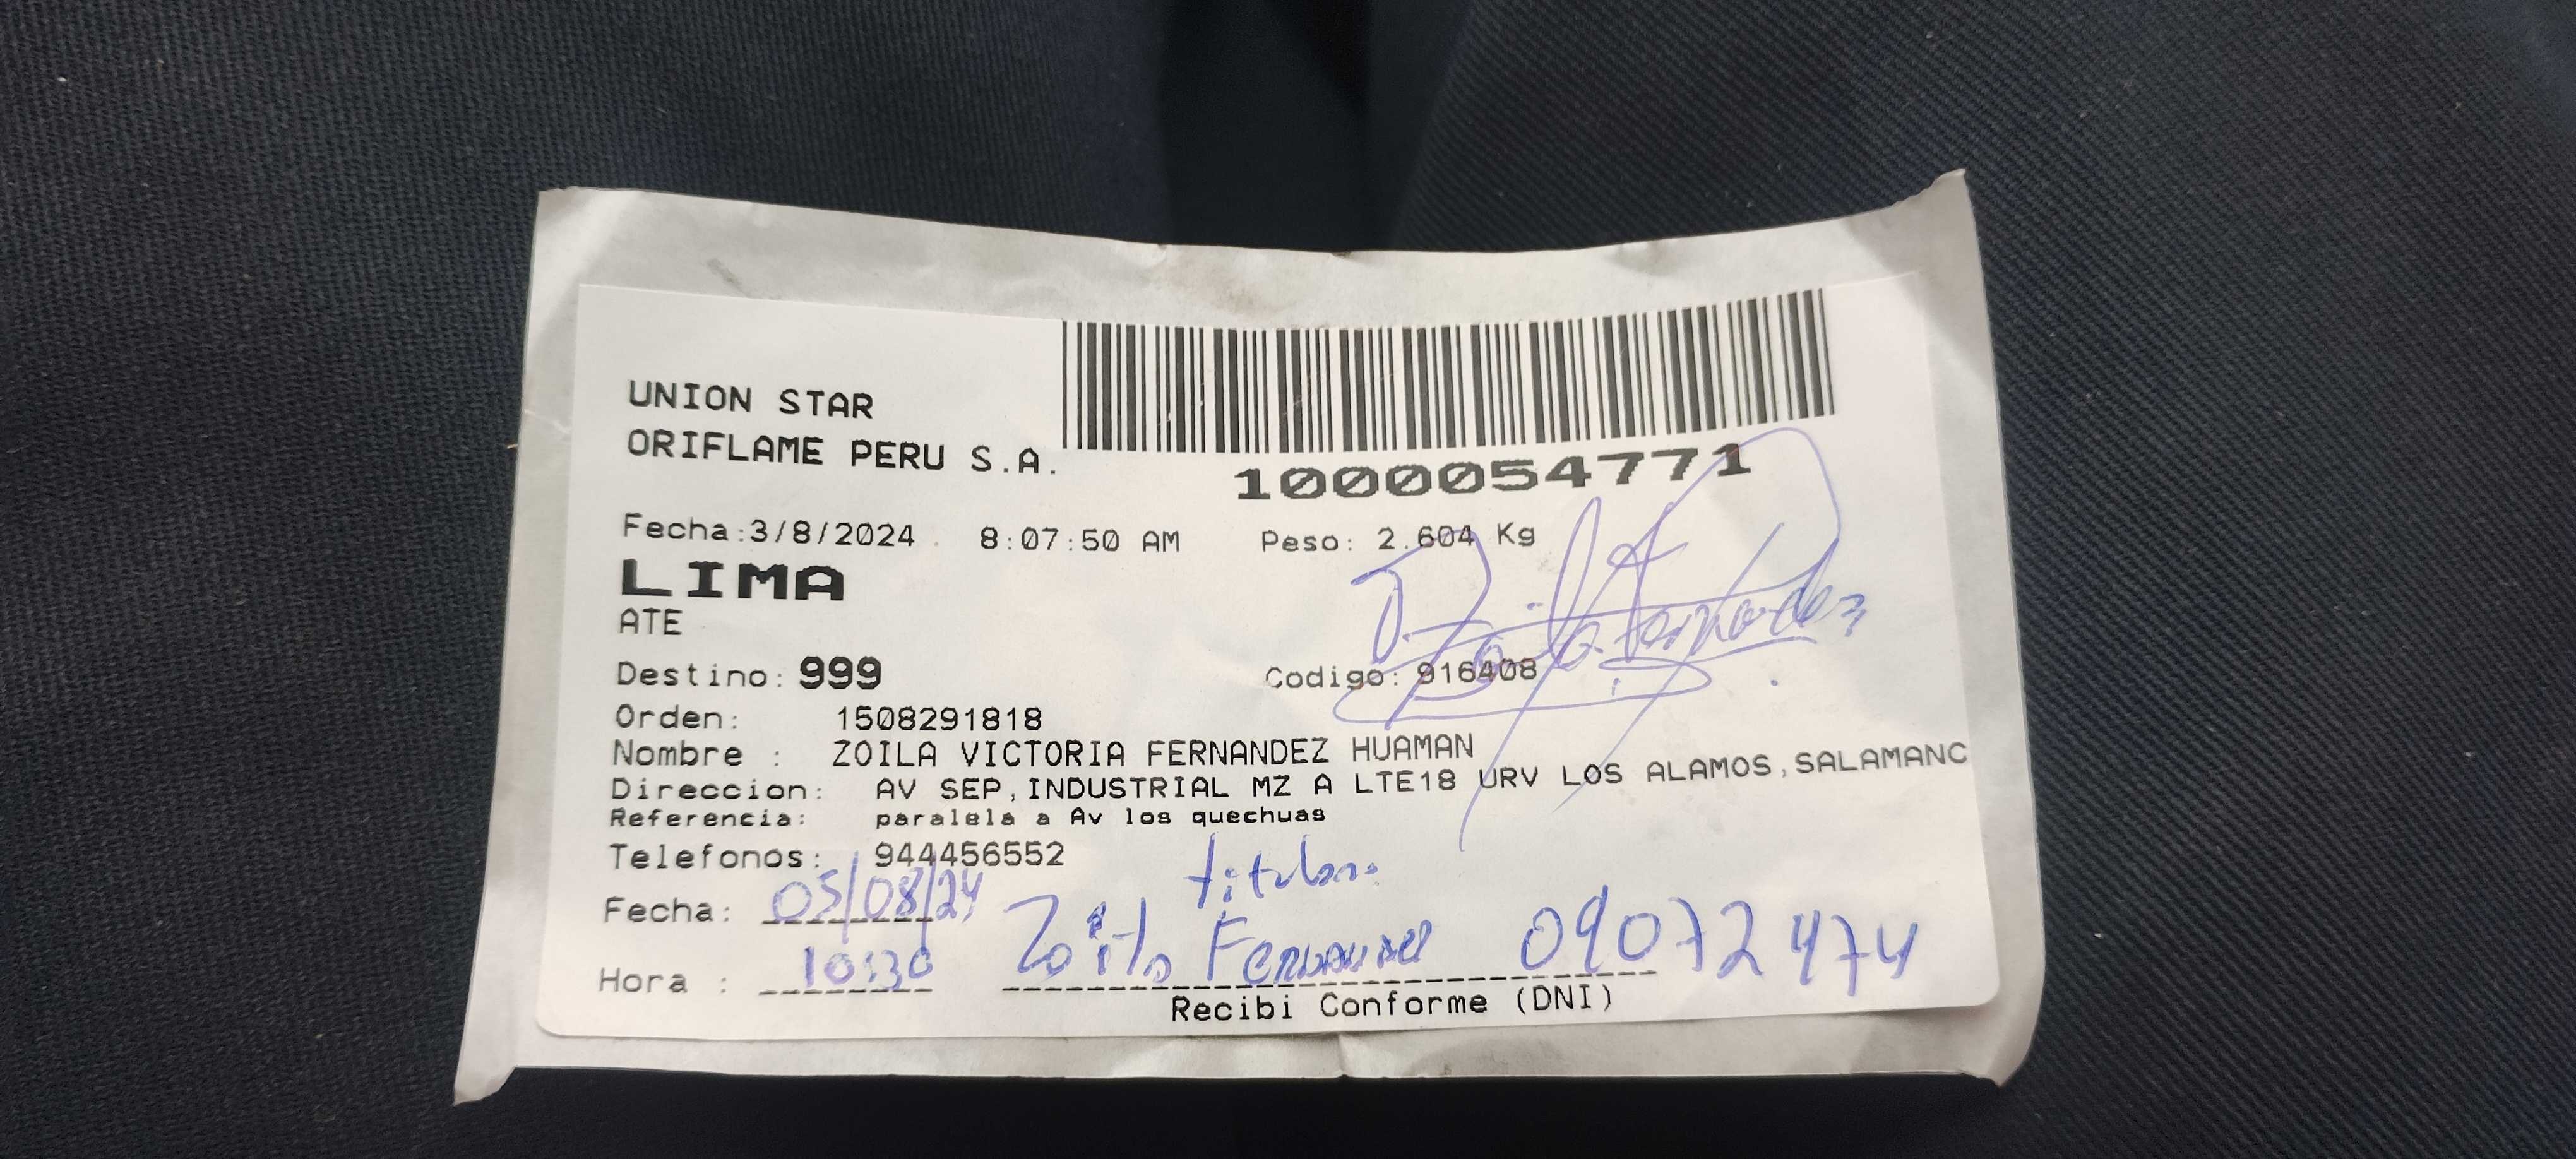 UNION STAR
ORIFLAME PERU S.A.
1000054771
Fecha:3/8/2024 8:07:50 AM Peso: 2.604 Kg
LIMA
ATE
Destino: 999 Codigo: 916408
Zoila Fernandez
Orden: 1508291818
Nombre : ZOILA VICTORIA FERNANDEZ HUAMAN
Direccion: AV SEP,INDUSTRIAL MZ A LTE18 URV LOS ALAMOS,SALAMANC
Referencia: paralela a Av los quechuas
Telefonos: 944456552
titular
Fecha: 05/08/24
Hora : 10:30 Zoila Fernandez 09072474
Recibi Conforme (DNI)